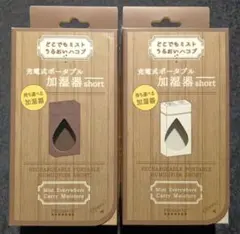 どこでもミスト
うるおいハコブ
充電式ポータブル
加湿器short
持ち運べる
加湿器
RECHARGEABLE PORTABLE
HUMIDIFIER SHORT
Mist Everywhere
Carry Moisture
どこでもミスト
うるおいハコブ
充電式ポータブル
加湿器short
持ち運べる
加湿器
RECHARGEABLE PORTABLE
HUMIDIFIER SHORT
Mist Everywhere
Carry Moisture